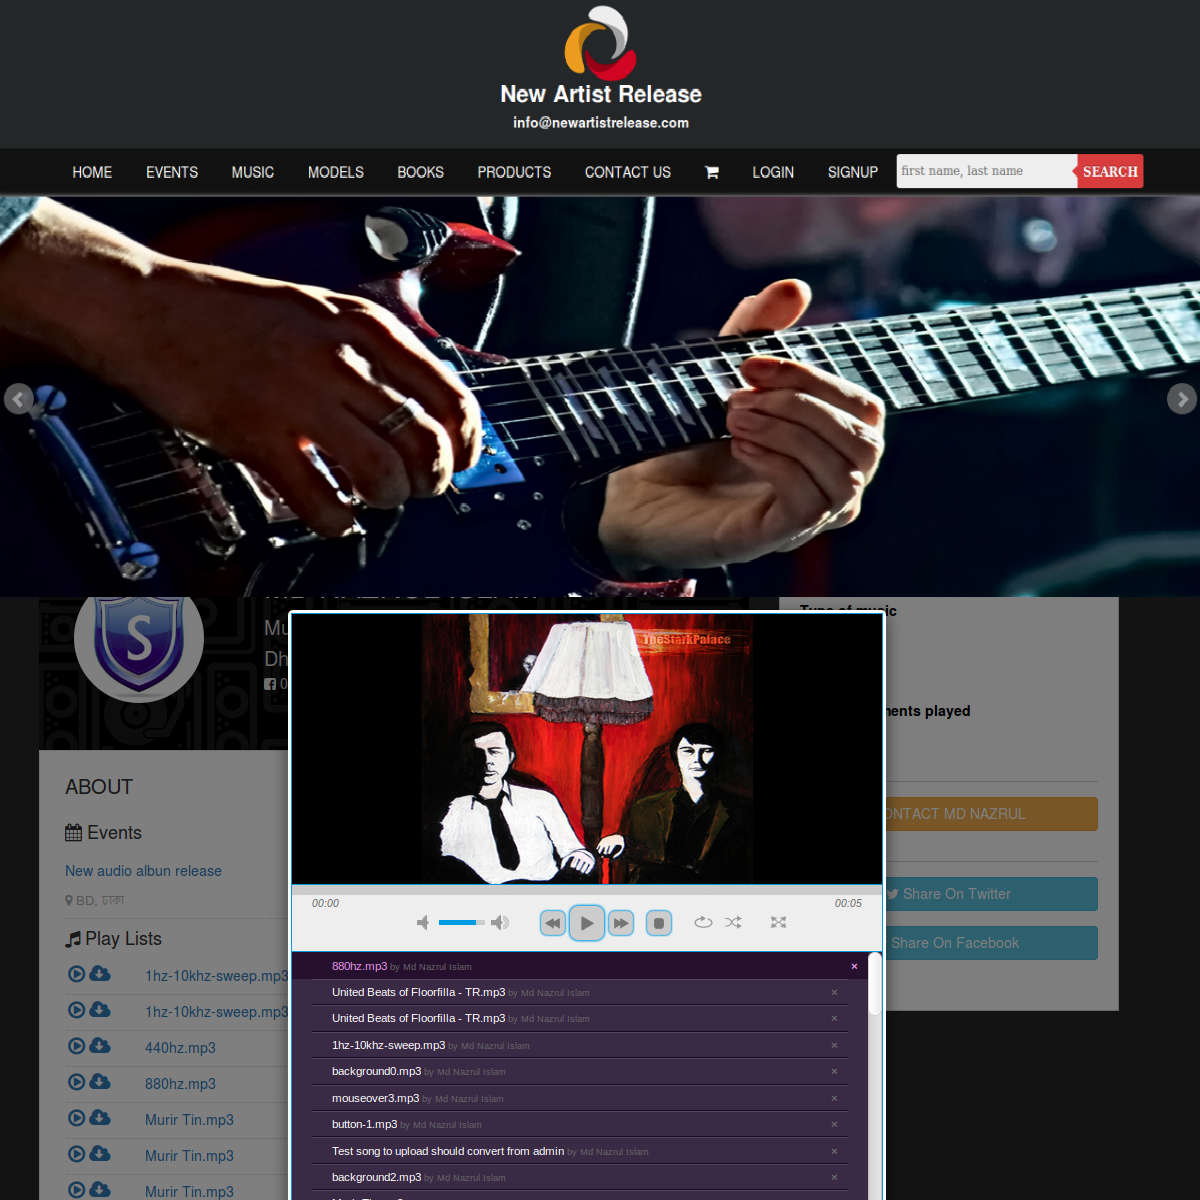 New Artist Release
info@newartistrelease.com
HOME EVENTS MUSIC MODELS BOOKS PRODUCTS CONTACT US LOGIN SIGNUP first name, last name SEARCH
S
Type of music
Mu
TheStarkPalace
Dh
0
ments played
ABOUT
Events
New audio albun release
BD, ঢাকা
Play Lists
1hz-10khz-sweep.mp3
1hz-10khz-sweep.mp3
440hz.mp3
880hz.mp3
Murir Tin.mp3
Murir Tin.mp3
Murir Tin.mp3
00:00
00:05
880hz.mp3 by Md Nazrul Islam ×
United Beats of Floorfilla - TR.mp3 by Md Nazrul Islam ×
United Beats of Floorfilla - TR.mp3 by Md Nazrul Islam ×
1hz-10khz-sweep.mp3 by Md Nazrul Islam ×
background0.mp3 by Md Nazrul Islam ×
mouseover3.mp3 by Md Nazrul Islam ×
button-1.mp3 by Md Nazrul Islam ×
Test song to upload should convert from admin by Md Nazrul Islam ×
background2.mp3 by Md Nazrul Islam ×
ONTACT MD NAZRUL
Share On Twitter
Share On Facebook